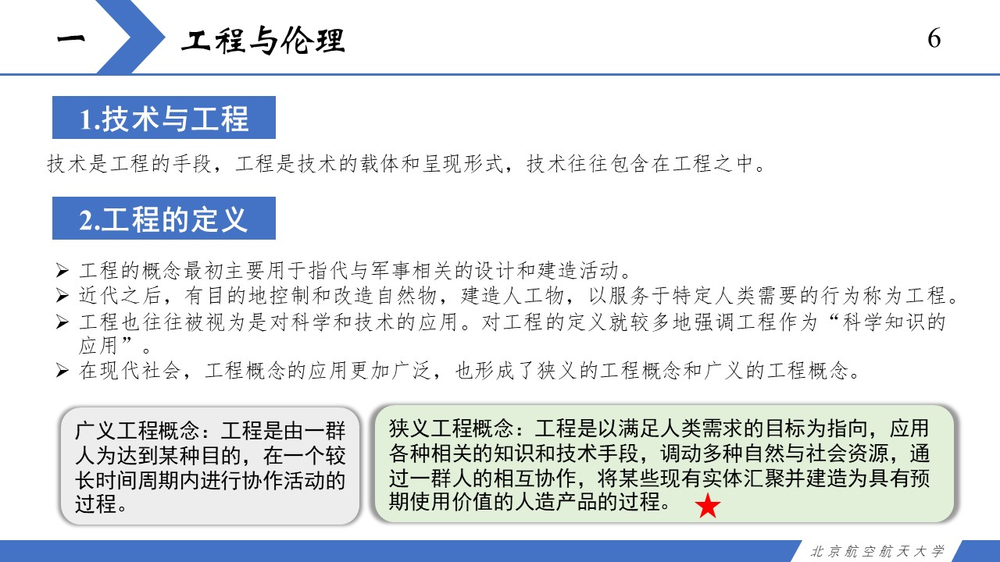 一
工程与伦理
6
1.技术与工程
技术是工程的手段，工程是技术的载体和呈现形式，技术往往包含在工程之中。
2.工程的定义
➢ 工程的概念最初主要用于指代与军事相关的设计和建造活动。
➢ 近代之后，有目的地控制和改造自然物，建造人工物，以服务于特定人类需要的行为称为工程。
➢ 工程也往往被视为是对科学和技术的应用。对工程的定义就较多地强调工程作为“科学知识的
应用”。
➢ 在现代社会，工程概念的应用更加广泛，也形成了狭义的工程概念和广义的工程概念。
广义工程概念：工程是由一群
人为达到某种目的，在一个较
长时间周期内进行协作活动的
过程。
狭义工程概念：工程是以满足人类需求的目标为指向，应用
各种相关的知识和技术手段，调动多种自然与社会资源，通
过一群人的相互协作，将某些现有实体汇聚并建造为具有预
期使用价值的人造产品的过程。
北京航空航天大学